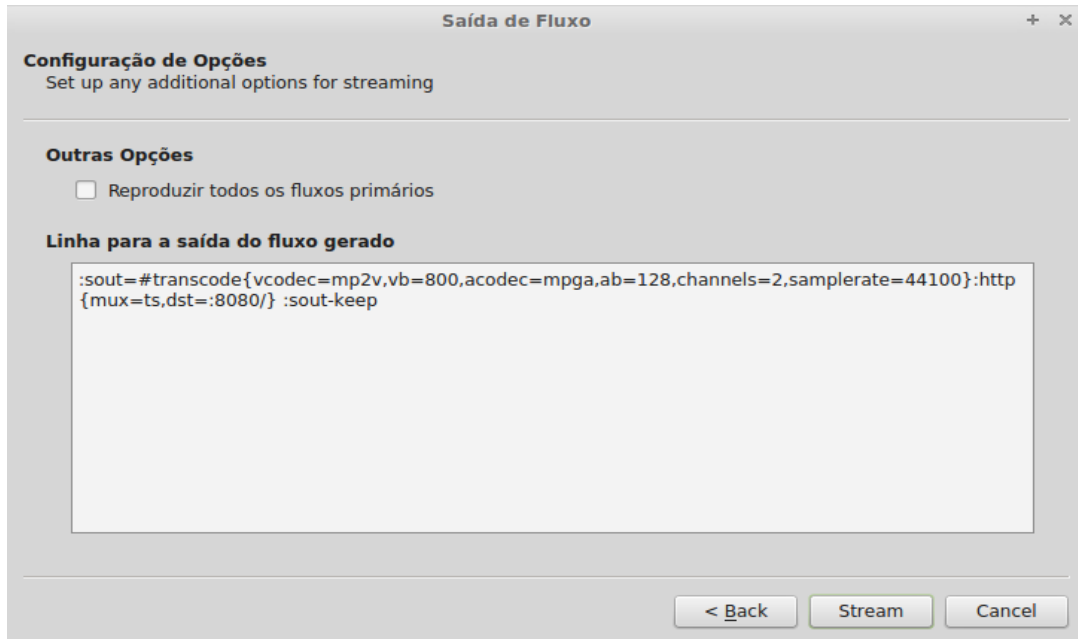 Saída de Fluxo
Configuração de Opções
Set up any additional options for streaming
Outras Opções
Reproduzir todos os fluxos primários
Linha para a saída do fluxo gerado
:sout=#transcode{vcodec=mp2v,vb=800,acodec=mpga,ab=128,channels=2,samplerate=44100}:http
{mux=ts,dst=:8080/} :sout-keep
< Back Stream Cancel